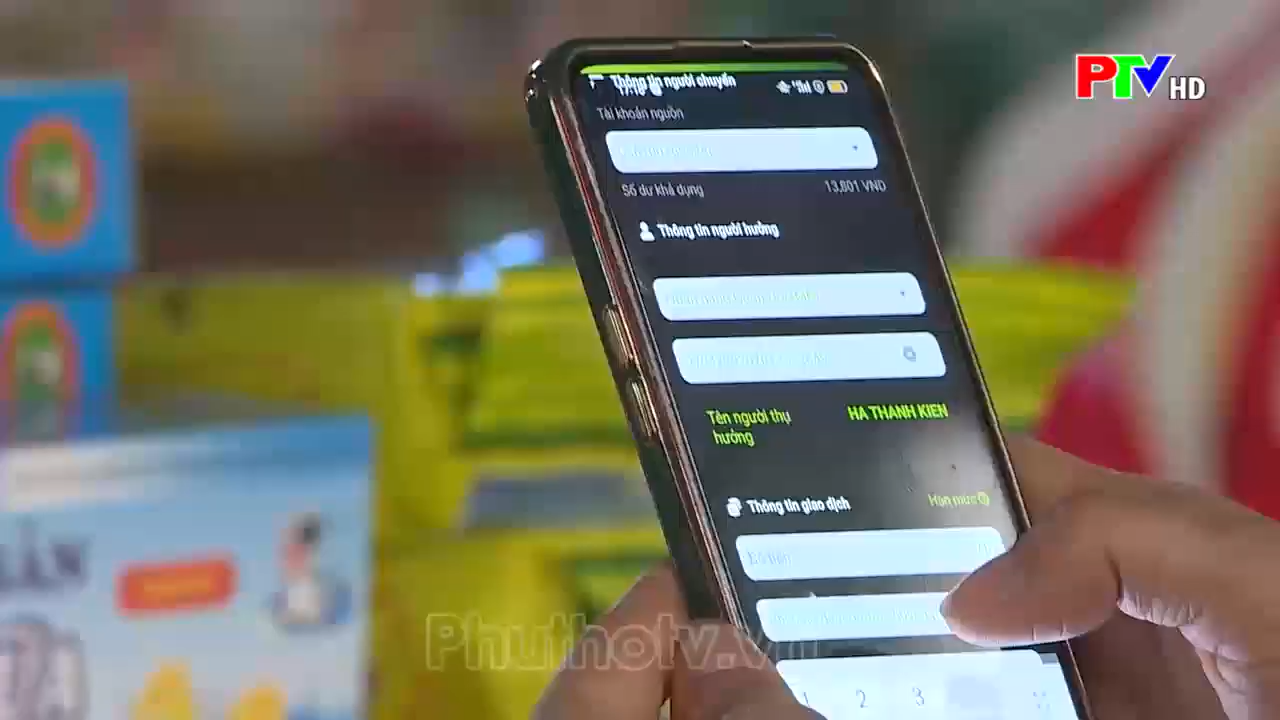 PTV HD
Thông tin người chuyển
Tài khoản nguồn
Số dư khả dụng
13,801 VND
Thông tin người hưởng
Tên người thụ
hưởng
HA THANH KIEN
Thông tin giao dịch
Hạn mức
Số tiền
1 2 3
Phuthotv.vn